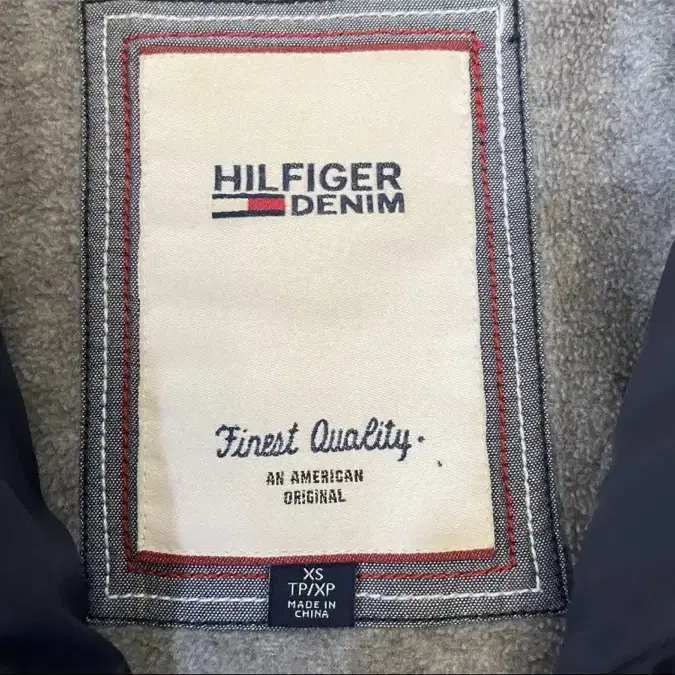 HILFIGER
DENIM
Finest Quality.
AN AMERICAN
ORIGINAL
XS
TP/XP
MADE IN
CHINA